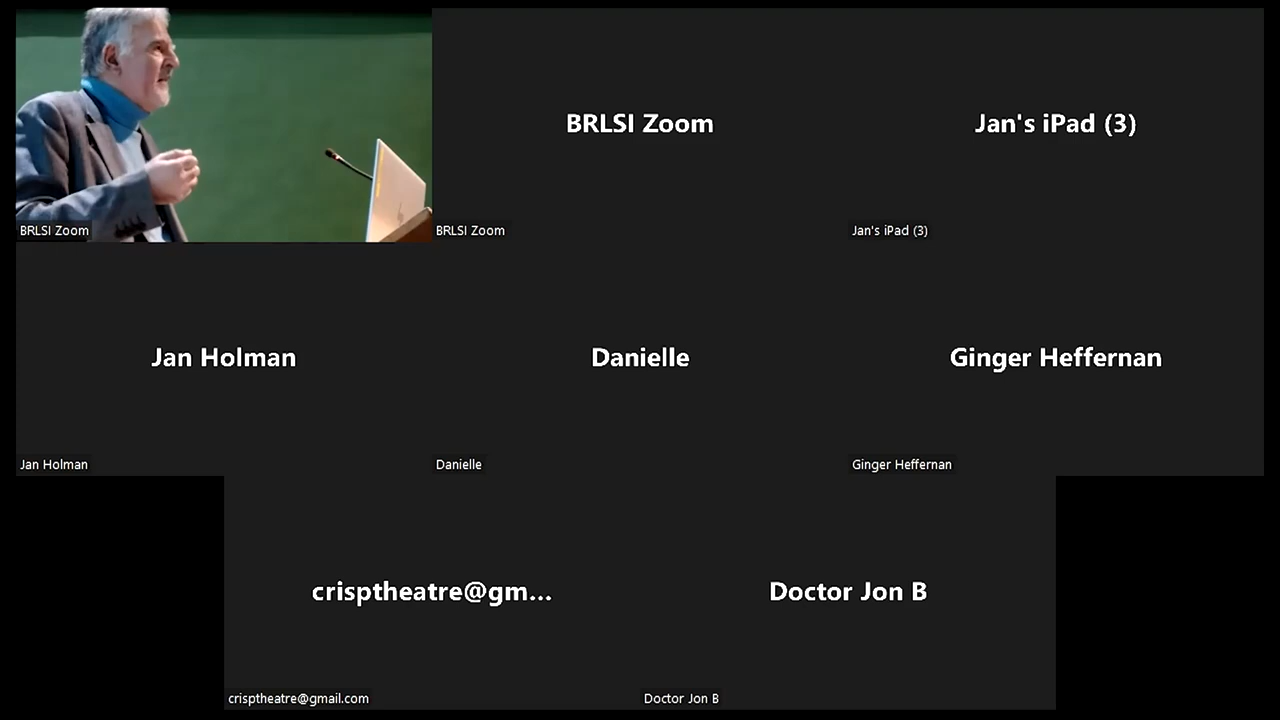 BRLSI Zoom
Jan's iPad (3)
BRLSI Zoom
BRLSI Zoom
Jan's iPad (3)
Jan Holman
Danielle
Ginger Heffernan
Jan Holman
Danielle
Ginger Heffernan
crisptheatre@gm...
Doctor Jon B
crisptheatre@gmail.com
Doctor Jon B